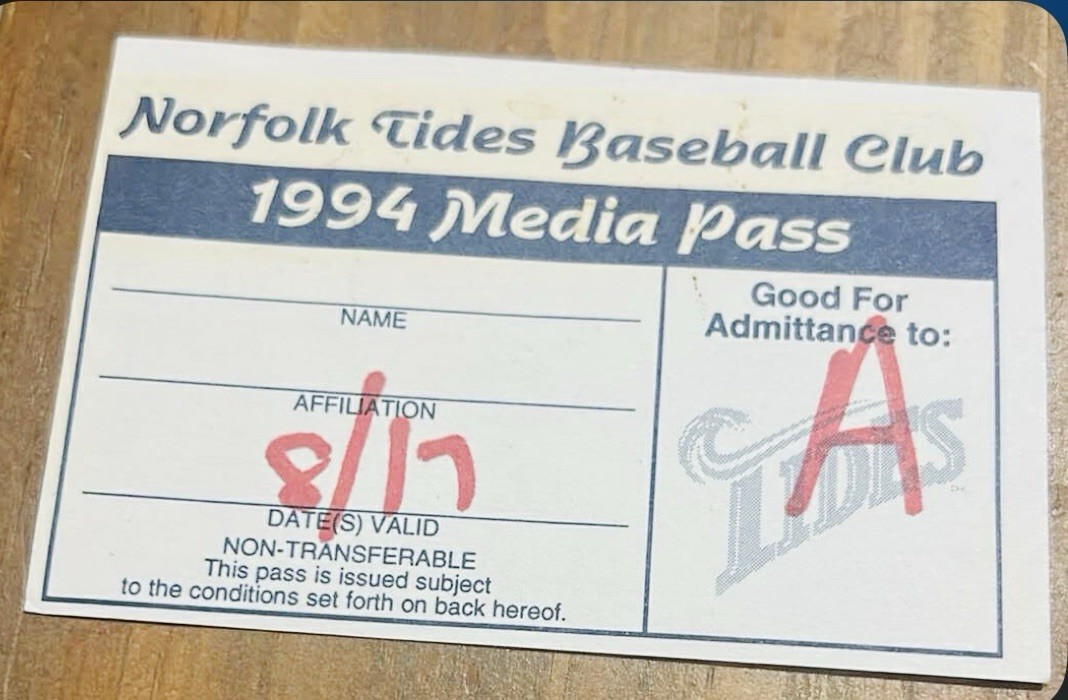 Norfolk Tides Baseball Club
1994 Media Pass
NAME
AFFILIATION
8/17
DATE(S) VALID
NON-TRANSFERABLE
This pass is issued subject
to the conditions set forth on back hereof.
Good For
Admittance to:
A
TIDES